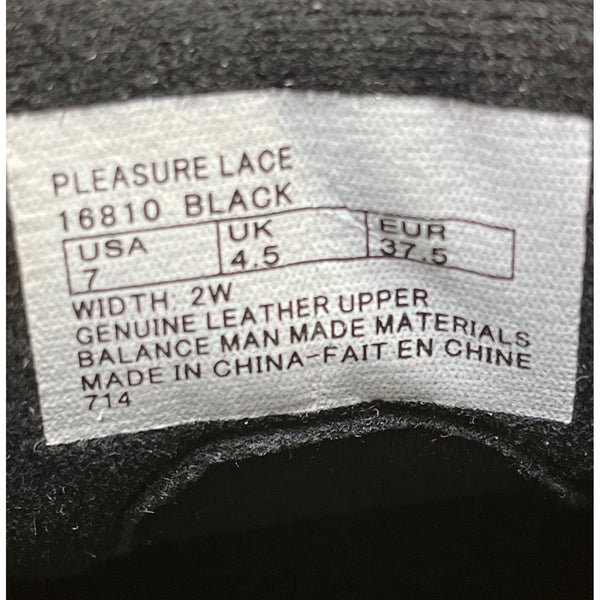 PLEASURE LACE
16810 BLACK
USA UK EUR
7 4.5 37.5
WIDTH: 2W
GENUINE LEATHER UPPER
BALANCE MAN MADE MATERIALS
MADE IN CHINA-FAIT EN CHINE
714